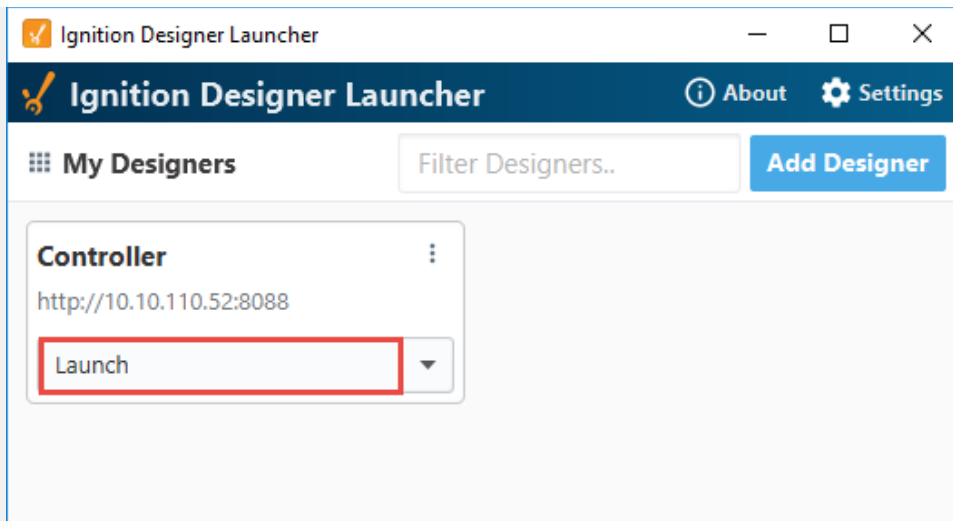 Ignition Designer Launcher
Ignition Designer Launcher
About
Settings
My Designers
Filter Designers..
Add Designer
Controller
http://10.10.110.52:8088
Launch